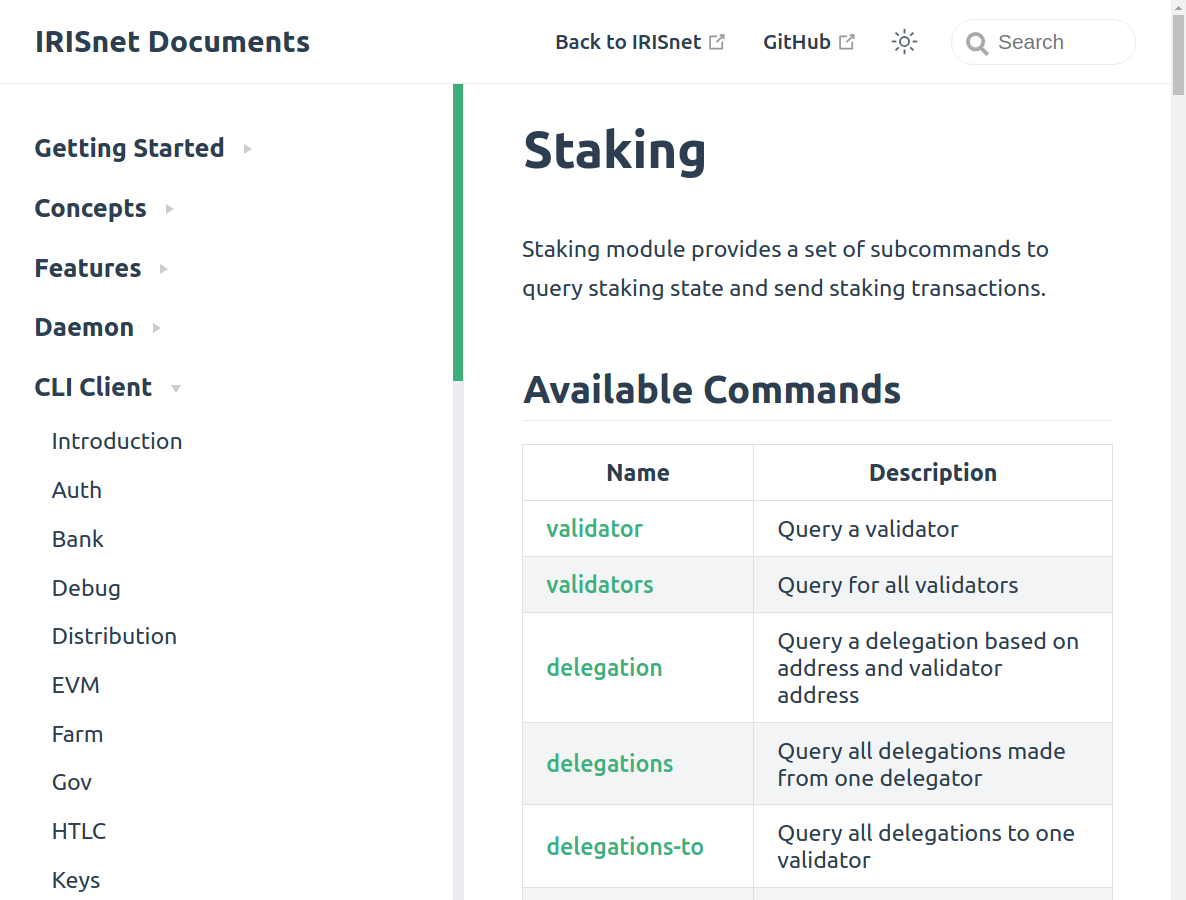 IRISnet Documents
Back to IRISnet
GitHub
Search
Getting Started
Concepts
Features
Daemon
CLI Client
Introduction
Auth
Bank
Debug
Distribution
EVM
Farm
Gov
HTLC
Keys
Staking
Staking module provides a set of subcommands to
query staking state and send staking transactions.
Available Commands
Name Description
validator Query a validator
validators Query for all validators
delegation Query a delegation based on
address and validator
address
delegations Query all delegations made
from one delegator
delegations-to Query all delegations to one
validator